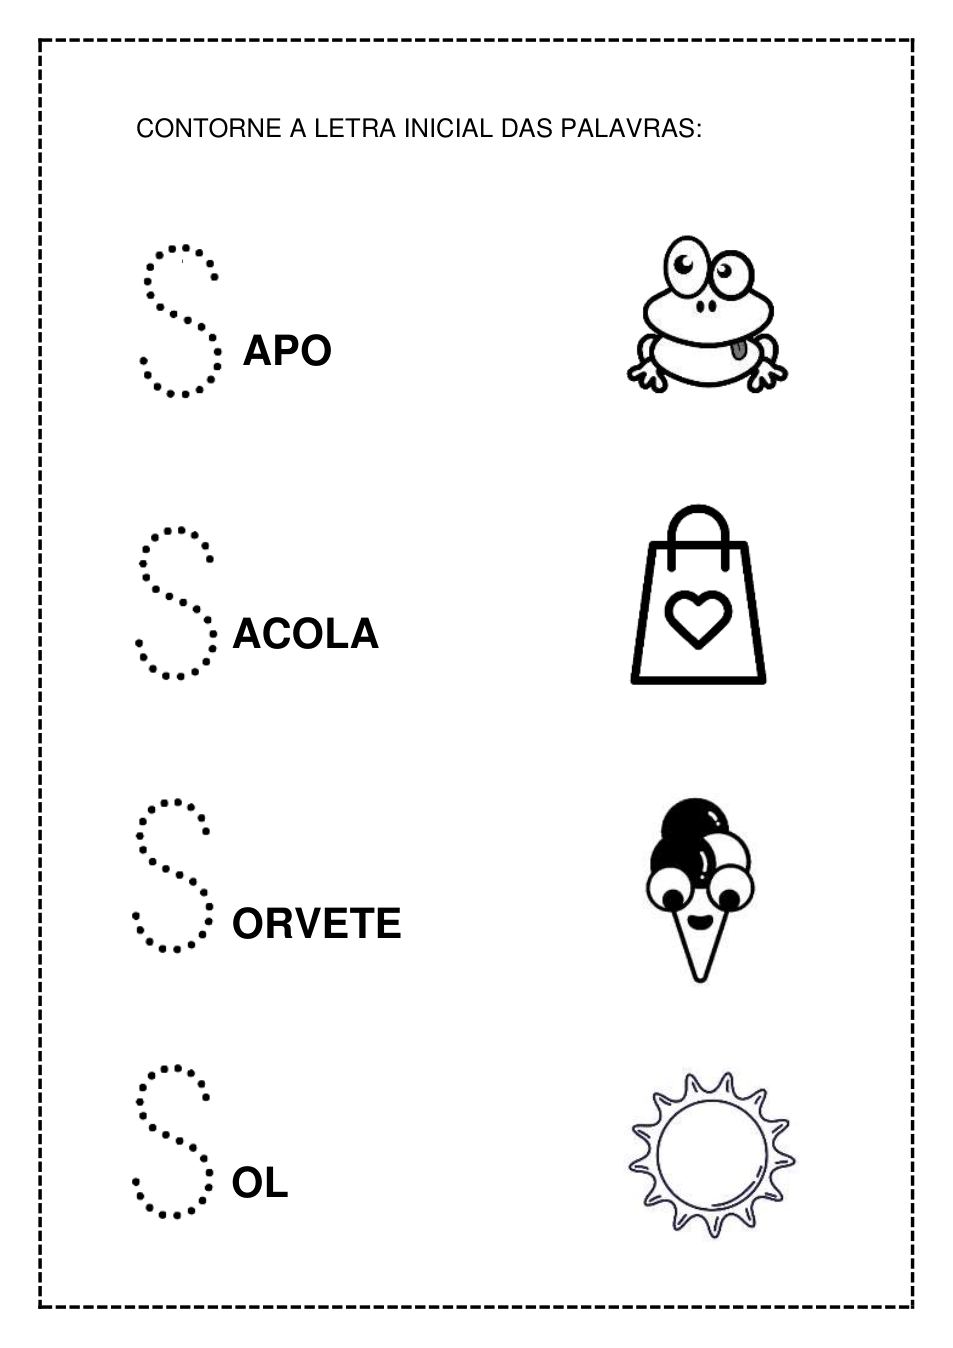 CONTORNE A LETRA INICIAL DAS PALAVRAS:
SAPO
SACOLA
SORVETE
SOL